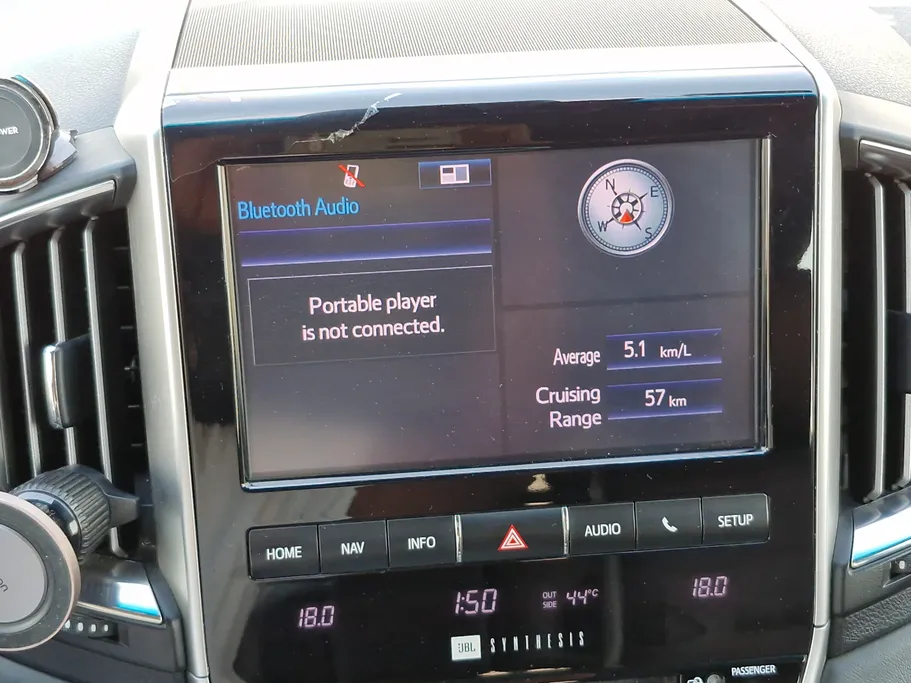 WER
Bluetooth Audio
Portable player
is not connected.
N
E
W
S
Average 5.1 km/L
Cruising
Range 57 km
HOME NAV INFO AUDIO SETUP
18.0 1:50 OUT
SIDE 44°C 18.0
JBL SYNTHESIS
PASSENGER